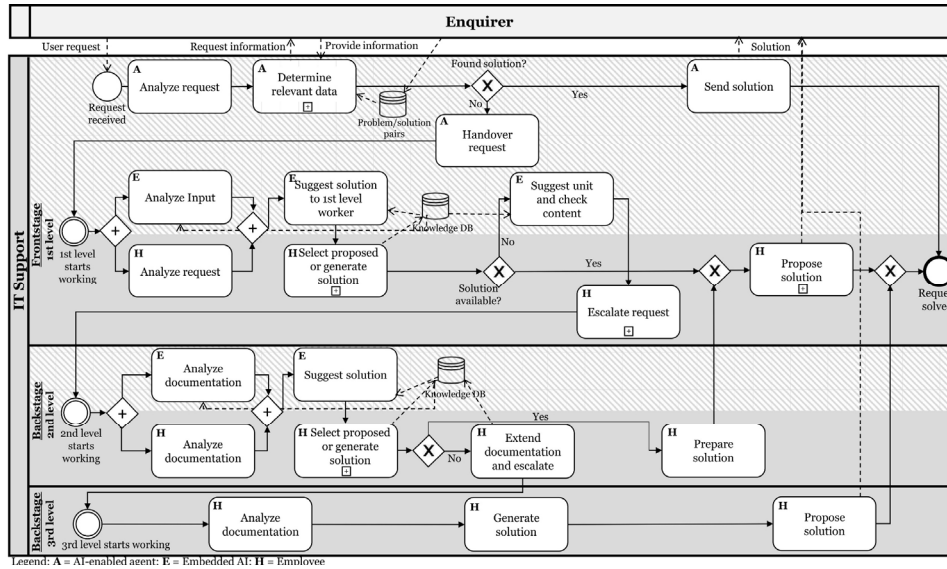 Enquirer
User request
Request information
Provide information
Solution
IT Support
Frontstage
1st level
A
Analyze request
A
Determine
relevant data
Found solution?
Yes
No
A
Send solution
Request
received
Problem/solution
pairs
A
Handover
request
E
Analyze Input
E
Suggest solution
to 1st level
worker
Knowledge DB
E
Suggest unit
and check
content
No
1st level
starts
working
H
Analyze request
H
Select proposed
or generate
solution
Solution
available?
Yes
H
Propose
solution
H
Escalate request
Backstage
2nd level
E
Analyze
documentation
E
Suggest solution
Knowledge DB
2nd level
starts
working
H
Analyze
documentation
H
Select proposed
or generate
solution
Yes
No
H
Extend
documentation
and escalate
H
Prepare
solution
Backstage
3rd level
3rd level starts working
H
Analyze
documentation
H
Generate
solution
H
Propose
solution
Legend: A = AI-enabled agent; E = Embedded AI; H = Employee